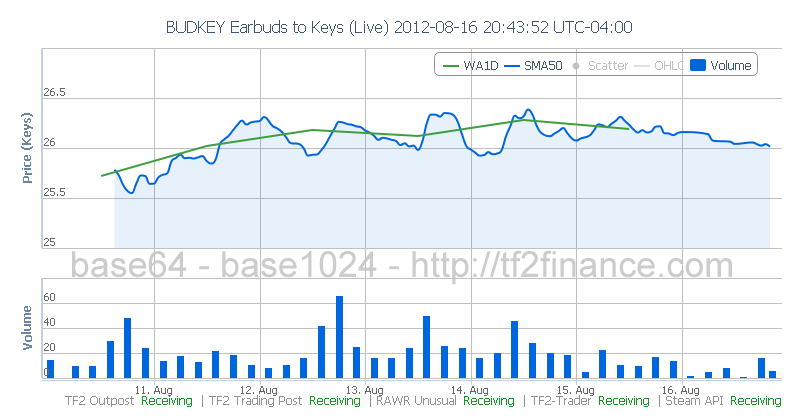 BUDKEY Earbuds to Keys (Live) 2012-08-16 20:43:52 UTC-04:00
WA1D SMA50 Scatter OHLC Volume
Price (Keys)
26.5
26
25.5
25
base64 - base1024 - http://tf2finance.com
Volume
60
40
20
0
11. Aug 12. Aug 13. Aug 14. Aug 15. Aug 16. Aug
TF2 Outpost Receiving | TF2 Trading Post Receiving | RAWR Unusual Receiving | TF2-Trader Receiving | Steam API Receiving